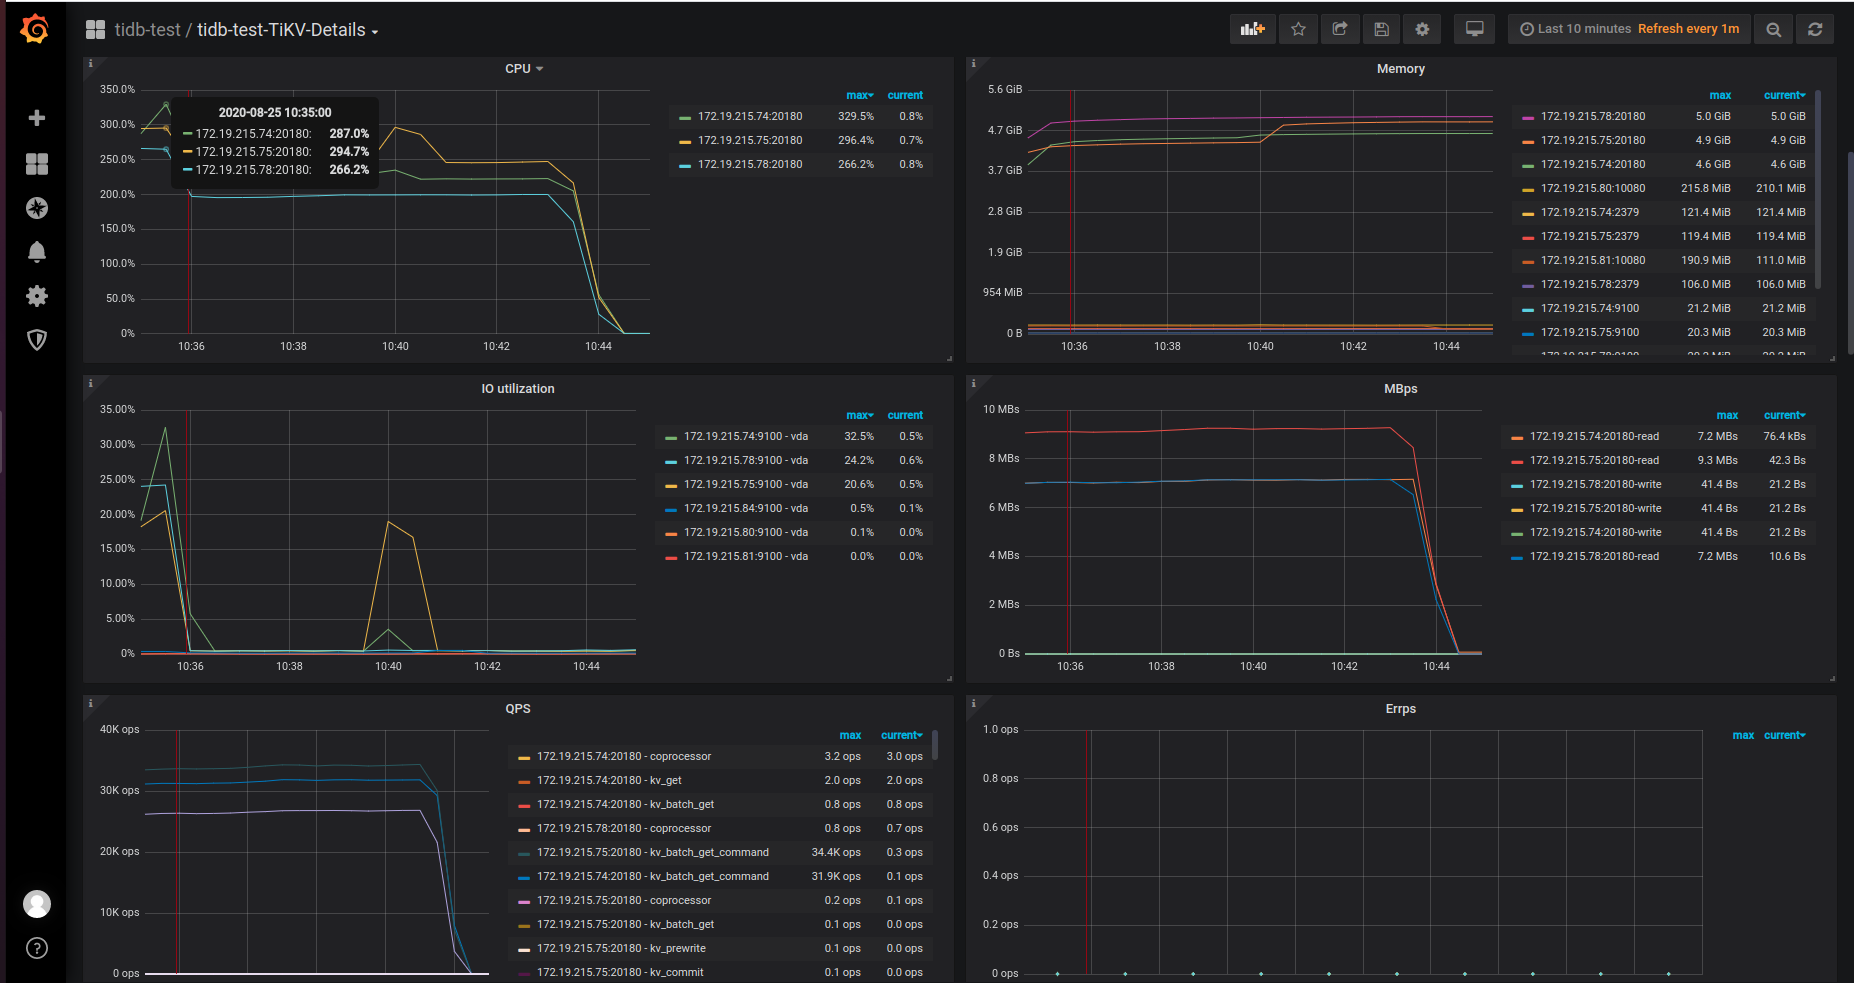 tidb-test / tidb-test-TiKV-Details
Last 10 minutes Refresh every 1m
CPU
350.0%
300.0%
250.0%
200.0%
150.0%
100.0%
50.0%
0%
10:36 10:38 10:40 10:42 10:44
2020-08-25 10:35:00
172.19.215.74:20180: 287.0%
172.19.215.75:20180: 294.7%
172.19.215.78:20180: 266.2%
max current
172.19.215.74:20180 329.5% 0.8%
172.19.215.75:20180 296.4% 0.7%
172.19.215.78:20180 266.2% 0.8%
Memory
5.6 GiB
4.7 GiB
3.7 GiB
2.8 GiB
1.9 GiB
954 MiB
0 B
10:36 10:38 10:40 10:42 10:44
max current
172.19.215.78:20180 5.0 GiB 5.0 GiB
172.19.215.75:20180 4.9 GiB 4.9 GiB
172.19.215.74:20180 4.6 GiB 4.6 GiB
172.19.215.80:10080 215.8 MiB 210.1 MiB
172.19.215.74:2379 121.4 MiB 121.4 MiB
172.19.215.75:2379 119.4 MiB 119.4 MiB
172.19.215.81:10080 190.9 MiB 111.0 MiB
172.19.215.78:2379 106.0 MiB 106.0 MiB
172.19.215.74:9100 21.2 MiB 21.2 MiB
172.19.215.75:9100 20.3 MiB 20.3 MiB
IO utilization
35.00%
30.00%
25.00%
20.00%
15.00%
10.00%
5.00%
0%
10:36 10:38 10:40 10:42 10:44
max current
172.19.215.74:9100 - vda 32.5% 0.5%
172.19.215.78:9100 - vda 24.2% 0.6%
172.19.215.75:9100 - vda 20.6% 0.5%
172.19.215.84:9100 - vda 0.5% 0.1%
172.19.215.80:9100 - vda 0.1% 0.0%
172.19.215.81:9100 - vda 0.0% 0.0%
MBps
10 MBs
8 MBs
6 MBs
4 MBs
2 MBs
0 Bs
10:36 10:38 10:40 10:42 10:44
max current
172.19.215.74:20180-read 7.2 MBs 76.4 kBs
172.19.215.75:20180-read 9.3 MBs 42.3 Bs
172.19.215.78:20180-write 41.4 Bs 21.2 Bs
172.19.215.75:20180-write 41.4 Bs 21.2 Bs
172.19.215.74:20180-write 41.4 Bs 21.2 Bs
172.19.215.78:20180-read 7.2 MBs 10.6 Bs
QPS
40K ops
30K ops
20K ops
10K ops
0 ops
max current
172.19.215.74:20180 - coprocessor 3.2 ops 3.0 ops
172.19.215.74:20180 - kv_get 2.0 ops 2.0 ops
172.19.215.74:20180 - kv_batch_get 0.8 ops 0.8 ops
172.19.215.78:20180 - coprocessor 0.8 ops 0.7 ops
172.19.215.75:20180 - kv_batch_get_command 34.4K ops 0.3 ops
172.19.215.74:20180 - kv_batch_get_command 31.9K ops 0.1 ops
172.19.215.75:20180 - coprocessor 0.2 ops 0.1 ops
172.19.215.75:20180 - kv_batch_get 0.1 ops 0.0 ops
172.19.215.75:20180 - kv_prewrite 0.1 ops 0.0 ops
172.19.215.75:20180 - kv_commit 0.1 ops 0.0 ops
Errps
1.0 ops
0.8 ops
0.6 ops
0.4 ops
0.2 ops
0 ops
max current